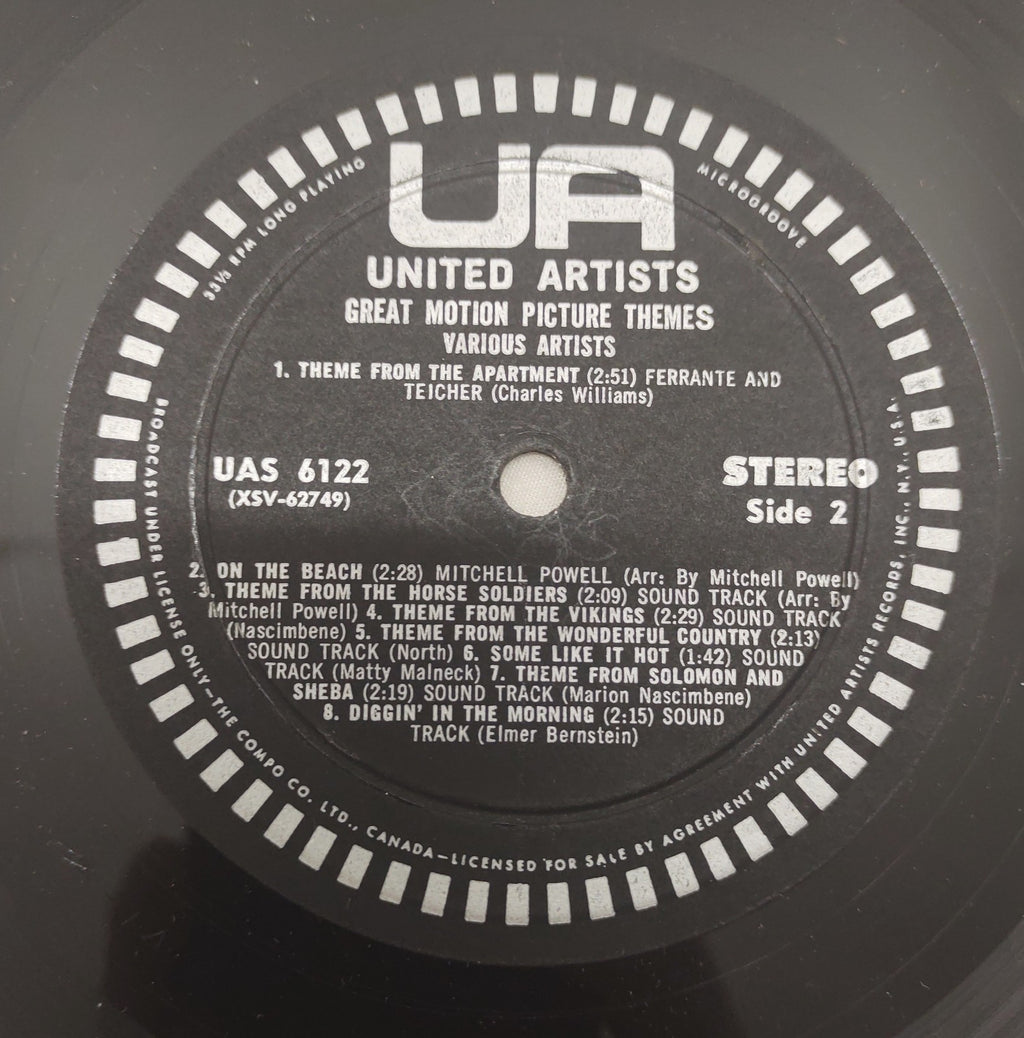 33⅓ RPM LONG PLAYING
MICROGROOVE
UA
UNITED ARTISTS
GREAT MOTION PICTURE THEMES
VARIOUS ARTISTS
1. THEME FROM THE APARTMENT (2:51) FERRANTE AND
TEICHER (Charles Williams)
UAS 6122
(XSV-62749)
STEREO
Side 2
2. ON THE BEACH (2:28) MITCHELL POWELL (Arr: By Mitchell Powell)
3. THEME FROM THE HORSE SOLDIERS (2:09) SOUND TRACK (Arr: By
Mitchell Powell) 4. THEME FROM THE VIKINGS (2:29) SOUND TRACK
(Nascimbene) 5. THEME FROM THE WONDERFUL COUNTRY (2:13)
SOUND TRACK (North) 6. SOME LIKE IT HOT (1:42) SOUND
TRACK (Matty Malneck) 7. THEME FROM SOLOMON AND
SHEBA (2:19) SOUND TRACK (Marion Nascimbene)
8. DIGGIN' IN THE MORNING (2:15) SOUND
TRACK (Elmer Bernstein)
BROADCAST UNDER LICENSE ONLY—THE COMPO CO. LTD., CANADA—LICENSED FOR SALE BY AGREEMENT WITH UNITED ARTISTS RECORDS, INC., N.Y., U.S.A.